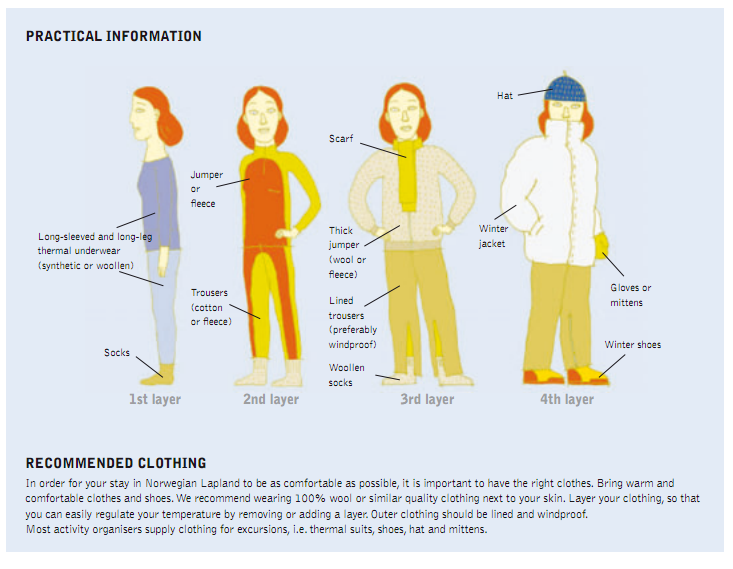 PRACTICAL INFORMATION
Hat
Scarf
Jumper
or
fleece
Long-sleeved and long-leg
thermal underwear
(synthetic or woollen)
Thick
jumper
(wool or
fleece)
Winter
jacket
Gloves or
mittens
Trousers
(cotton
or fleece)
Lined
trousers
(preferably
windproof)
Socks
Woollen
socks
Winter shoes
1st layer
2nd layer
3rd layer
4th layer
RECOMMENDED CLOTHING
In order for your stay in Norwegian Lapland to be as comfortable as possible, it is important to have the right clothes. Bring warm and
comfortable clothes and shoes. We recommend wearing 100% wool or similar quality clothing next to your skin. Layer your clothing, so that
you can easily regulate your temperature by removing or adding a layer. Outer clothing should be lined and windproof.
Most activity organisers supply clothing for excursions, i.e. thermal suits, shoes, hat and mittens.